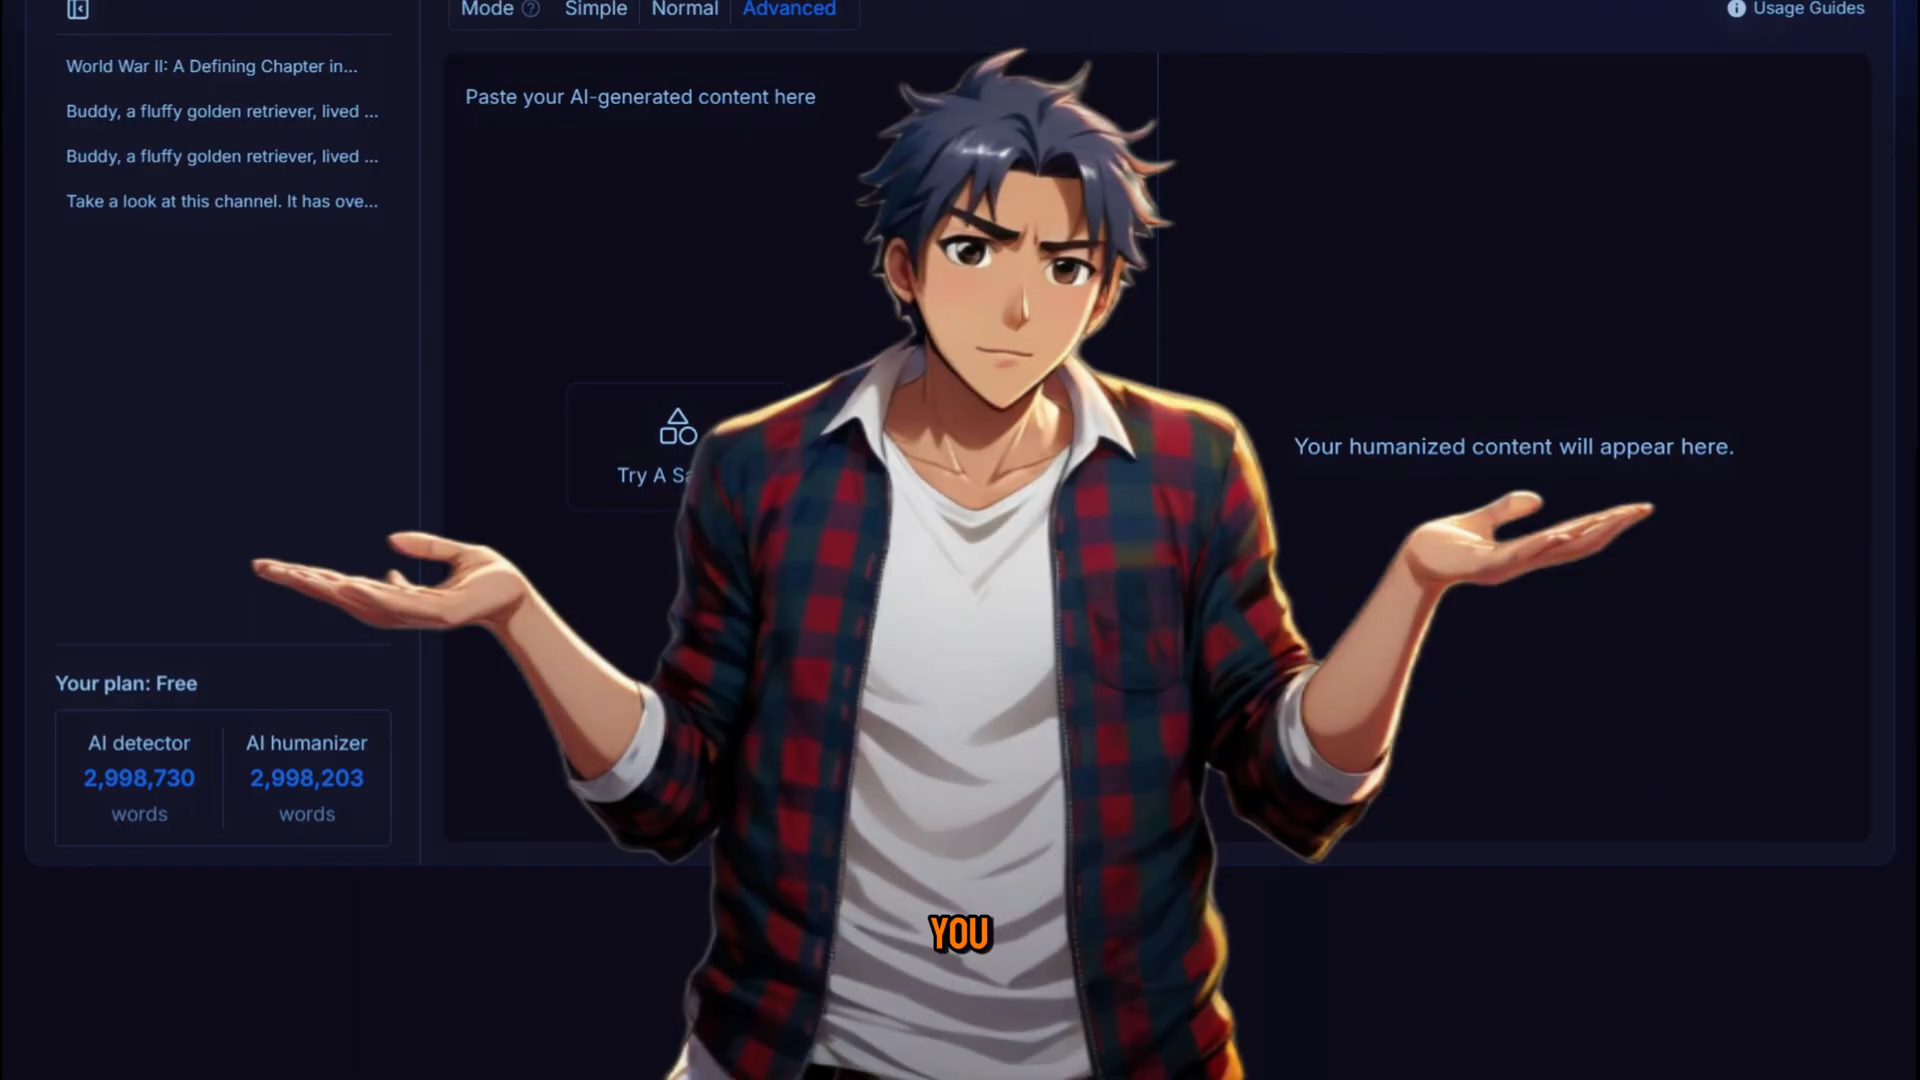 Mode Simple Normal Advanced
Usage Guides
World War II: A Defining Chapter in...
Buddy, a fluffy golden retriever, lived ...
Buddy, a fluffy golden retriever, lived ...
Take a look at this channel. It has ove...
Paste your AI-generated content here
Try A Sa
Your humanized content will appear here.
Your plan: Free
AI detector
2,998,730
words
AI humanizer
2,998,203
words
YOU